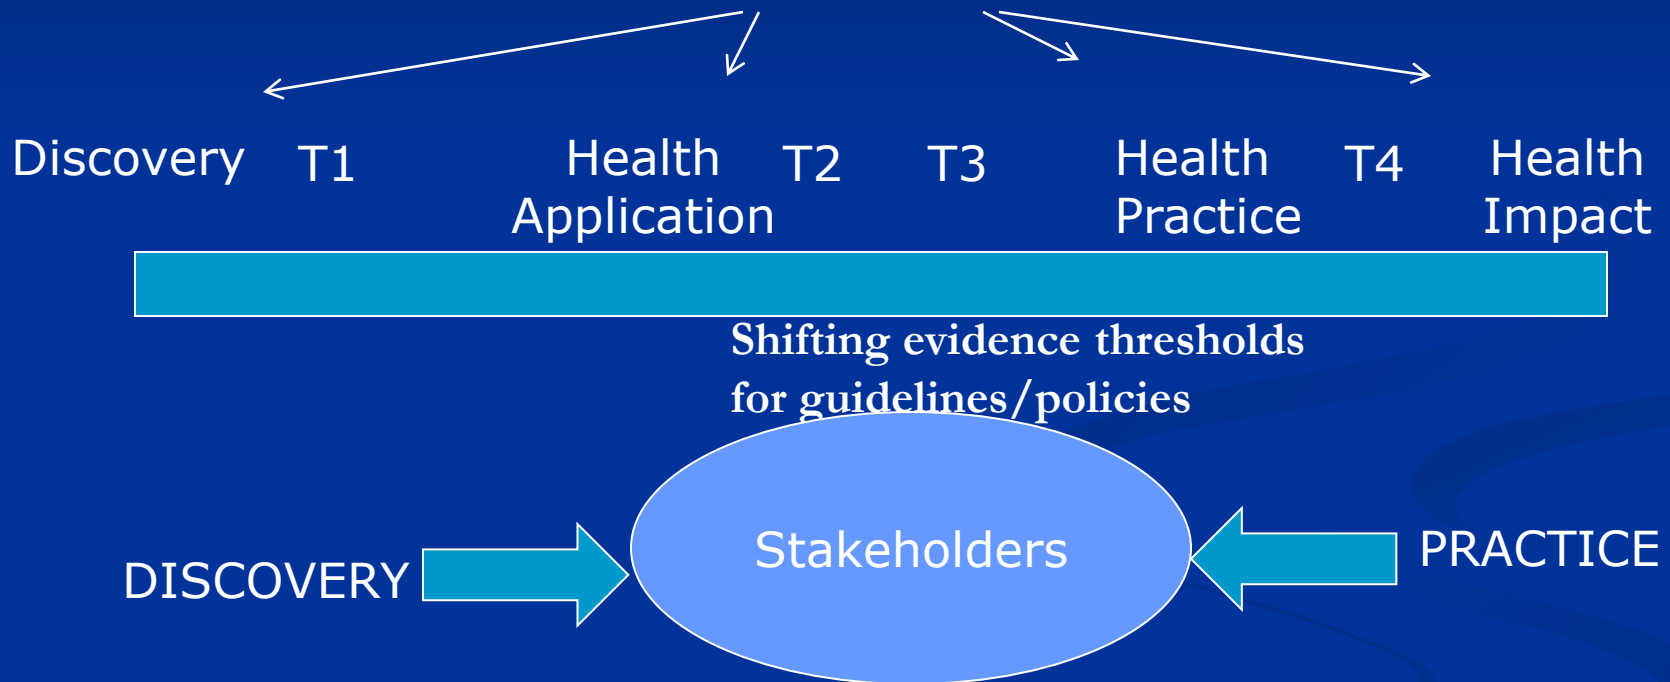 Discovery T1 Health T2 T3 Health T4 Health
Application Practice Impact
Shifting evidence thresholds
for guidelines/policies
Stakeholders
DISCOVERY
PRACTICE